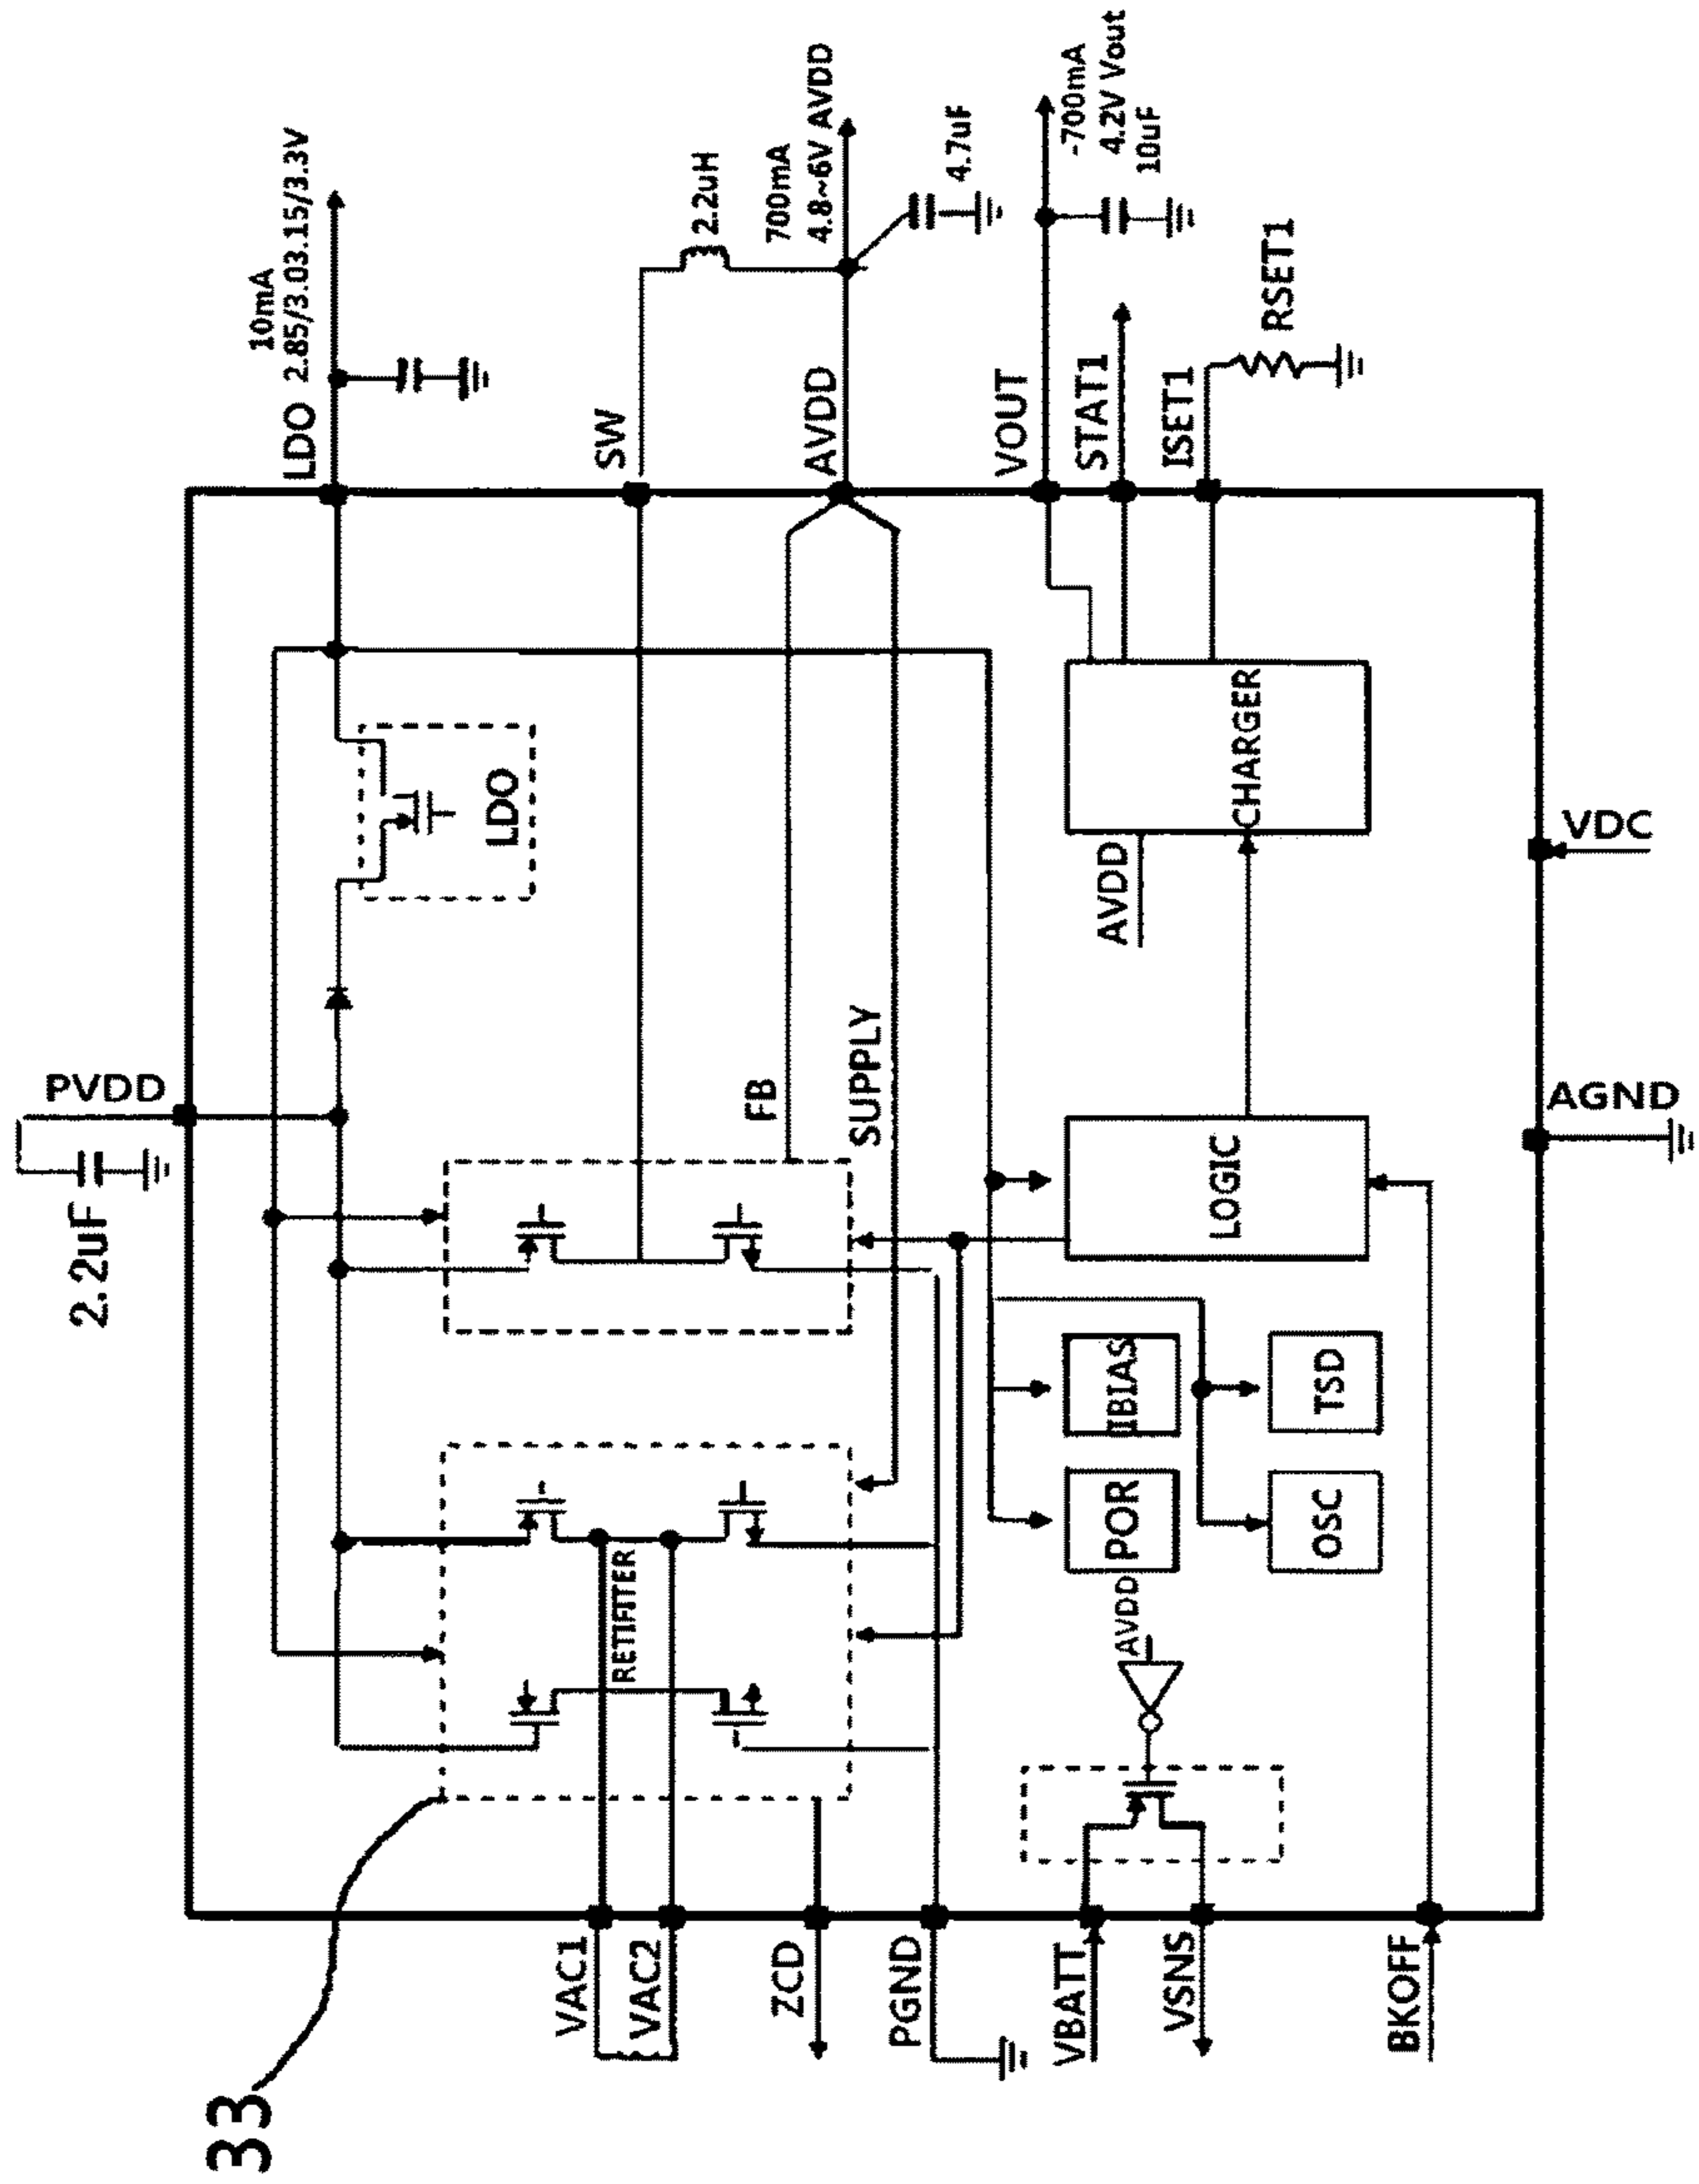 10mA
LDO 2.85/3.03.15/3.3V
SW
2.2uH
700mA
4.8~6V AVDD
AVDD
4.7uF
VOUT
-700mA
4.2V Vout
10uF
STAT1
ISET1
RSET1
PVDD
2.2uF
LDO
FB
SUPPLY
RETIFITER
33
VAC1
VAC2
ZCD
PGND
VBATT
VSNS
BKOFF
AVDD
POR
IBIAS
OSC
TSD
LOGIC
AVDD
CHARGER
AGND
VDC